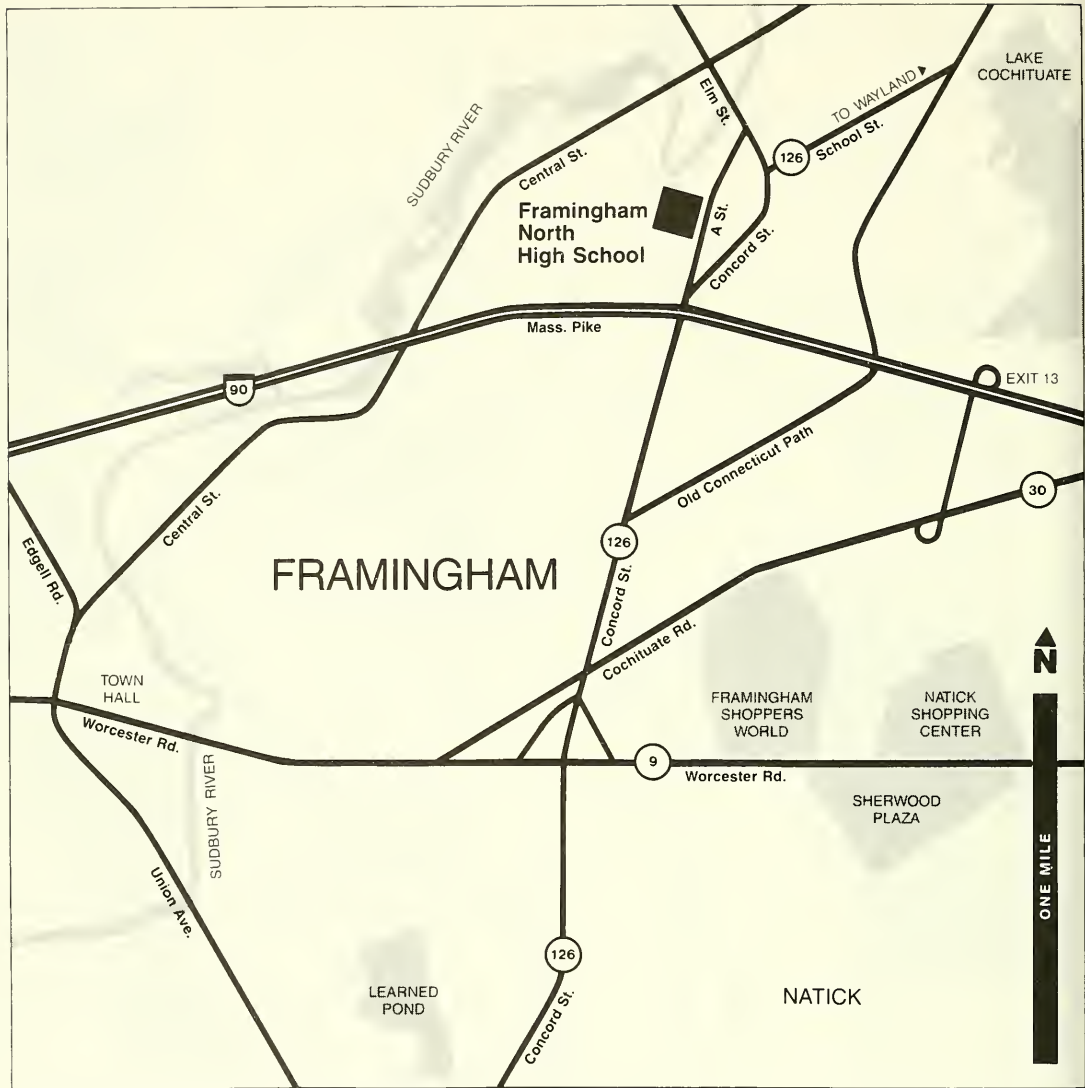 LAKE
COCHITUATE
Elm St.
TO WAYLAND
126
School St.
SUDBURY RIVER
Central St.
Framingham
North
High School
A St.
Concord St.
Mass. Pike
90
EXIT 13
Old Connecticut Path
30
Central St.
Edgell Rd.
126
FRAMINGHAM
Concord St.
Cochituate Rd.
N
TOWN
HALL
FRAMINGHAM
SHOPPERS
WORLD
NATICK
SHOPPING
CENTER
Worcester Rd.
9
Worcester Rd.
SUDBURY RIVER
SHERWOOD
PLAZA
ONE MILE
Union Ave.
126
LEARNED
POND
NATICK
Concord St.